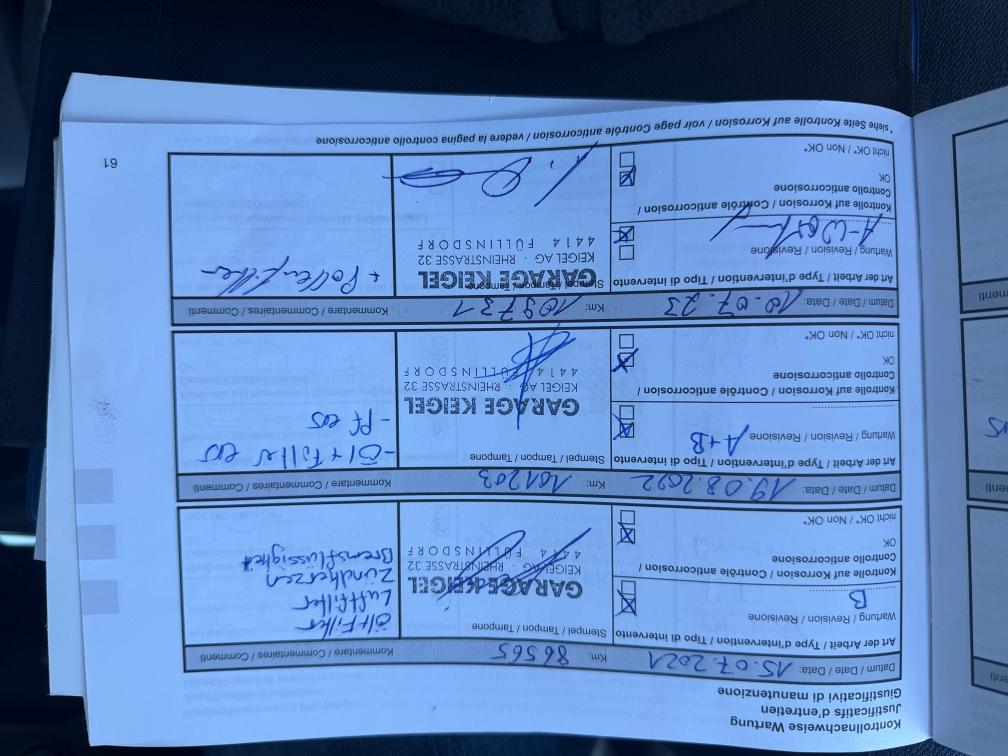 Kontrollnachweise Wartung
Justificatifs d'entretien
Giustificativi di manutenzione
Datum / Date / Data: 15.07.2021 Km: 86565 Kommentare / Commentaires / Commenti
Art der Arbeit / Type d'intervention / Tipo di intervento
Wartung / Revision / Revisione
B
Kontrolle auf Korrosion / Contrôle anticorrosion /
Controllo anticorrosione
OK
nicht OK* / Non OK*
Stempel / Tampon / Tampone
GARAGE KEIGEL
KEIGEL AG · RHEINSTRASSE 32
4414 FÜLLINSDORF
Ölfilter
Luftfilter
Zündkerzen
Bremsflüssigkeit
Datum / Date / Data: 19.08.2022 Km: 101203 Kommentare / Commentaires / Commenti
Art der Arbeit / Type d'intervention / Tipo di intervento
Wartung / Revision / Revisione A+B
Kontrolle auf Korrosion / Contrôle anticorrosion /
Controllo anticorrosione
OK
nicht OK* / Non OK*
Stempel / Tampon / Tampone
GARAGE KEIGEL
KEIGEL AG · RHEINSTRASSE 32
4414 FÜLLINSDORF
- Öl + Filter ers
- Pf ers
Datum / Date / Data: 10.07.23 Km: 109731 Kommentare / Commentaires / Commenti
Art der Arbeit / Type d'intervention / Tipo di intervento
Wartung / Revision / Revisione
A-Wartung
Kontrolle auf Korrosion / Contrôle anticorrosion /
Controllo anticorrosione
OK
nicht OK* / Non OK*
Stempel / Tampon / Tampone
GARAGE KEIGEL
KEIGEL AG · RHEINSTRASSE 32
4414 FÜLLINSDORF
+ Pollenfilter
*siehe Seite Kontrolle auf Korrosion / voir page Contrôle anticorrosion / vedere la pagina controllo anticorrosione
61